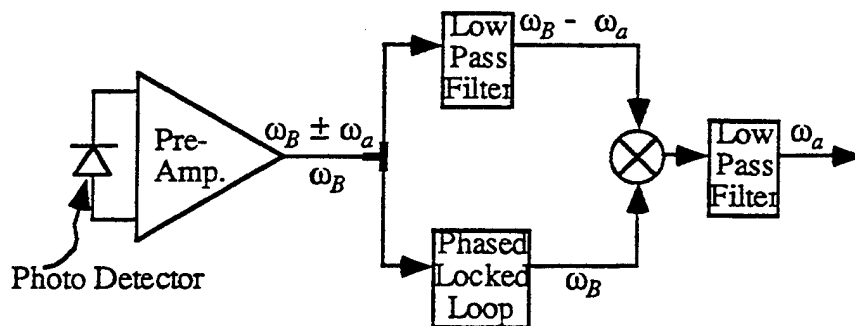 Low
Pass
Filter
ω_B - ω_a
Pre-
Amp.
ω_B ± ω_a
ω_B
Low
Pass
Filter
ω_a
Photo Detector
Phased
Locked
Loop
ω_B